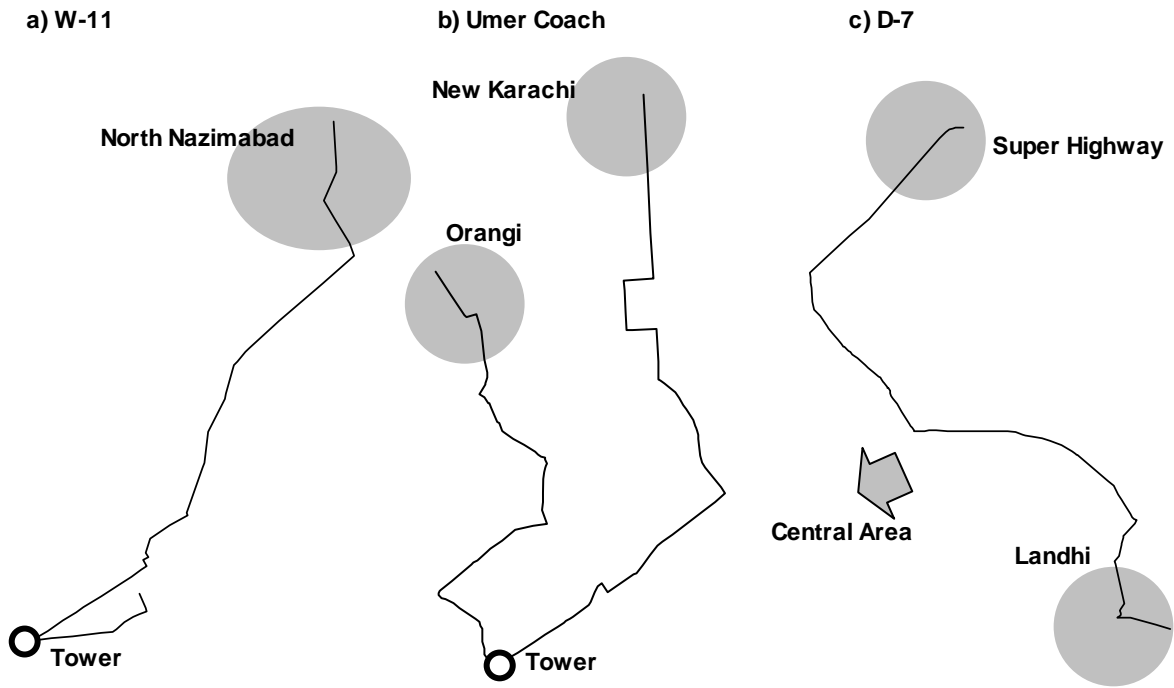 a) W-11
b) Umer Coach
c) D-7
North Nazimabad
New Karachi
Super Highway
Orangi
Central Area
Landhi
Tower
Tower